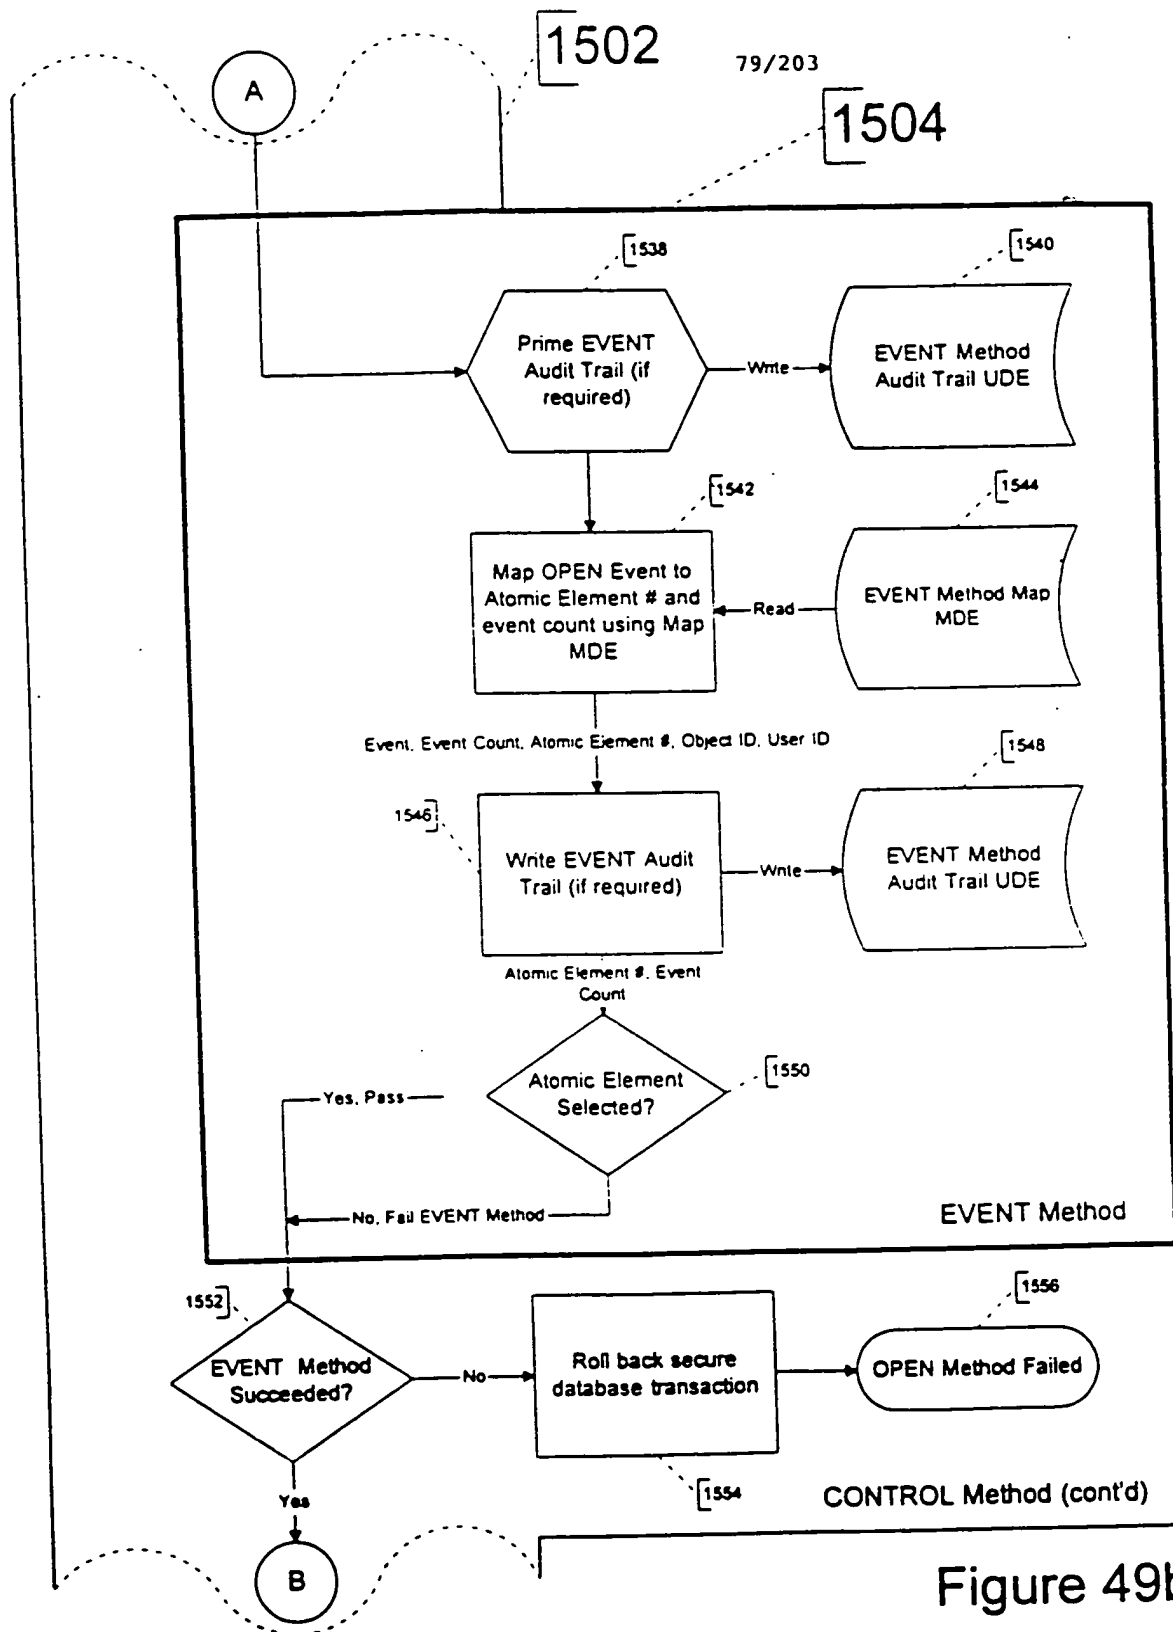 1502
79/203
A
1504
1538
1540
Prime EVENT
Audit Trail (if
required)
Write
EVENT Method
Audit Trail UDE
1542
1544
Map OPEN Event to
Atomic Element # and
event count using Map
MDE
Read
EVENT Method Map
MDE
Event, Event Count, Atomic Element #, Object ID, User ID
1548
1546
Write EVENT Audit
Trail (if required)
Write
EVENT Method
Audit Trail UDE
Atomic Element #, Event
Count
1550
Atomic Element
Selected?
Yes, Pass
No, Fail EVENT Method
EVENT Method
1552
1556
EVENT Method
Succeeded?
No
Roll back secure
database transaction
OPEN Method Failed
1554
Yes
CONTROL Method (cont'd)
B
Figure 49b